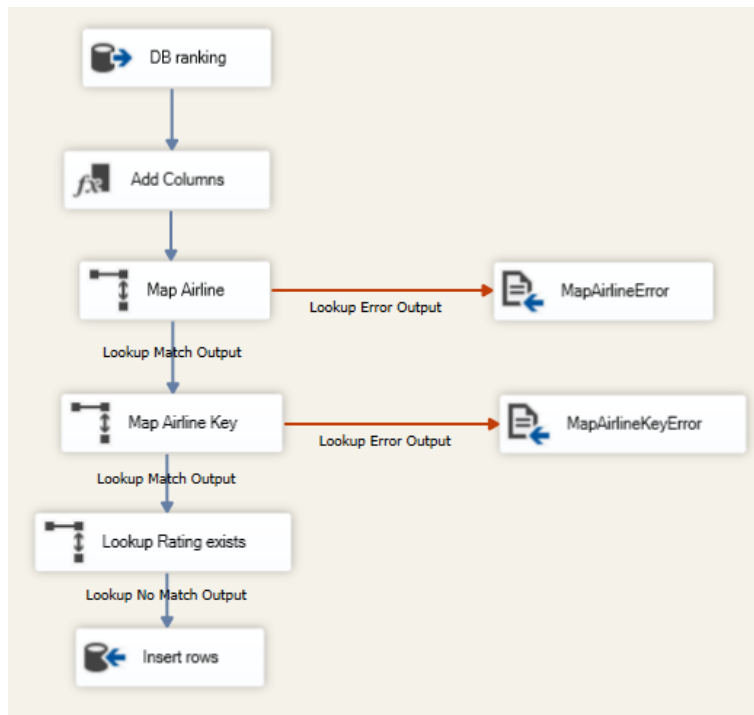 DB ranking
Add Columns
Map Airline
Lookup Error Output
MapAirlineError
Lookup Match Output
Map Airline Key
Lookup Error Output
MapAirlineKeyError
Lookup Match Output
Lookup Rating exists
Lookup No Match Output
Insert rows